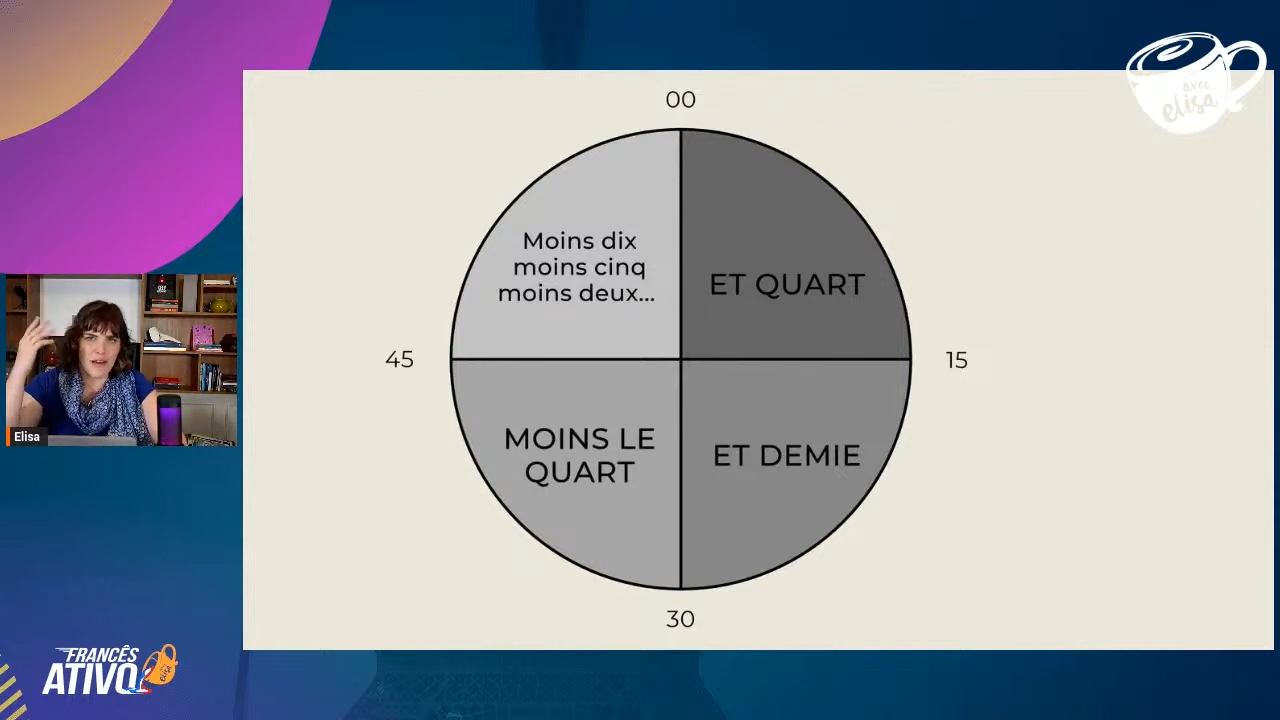 avec
elisa
00
Moins dix
moins cinq
moins deux...
ET QUART
45
15
MOINS LE
QUART
ET DEMIE
30
Elisa
FRANCÊS
ATIVO
elisa